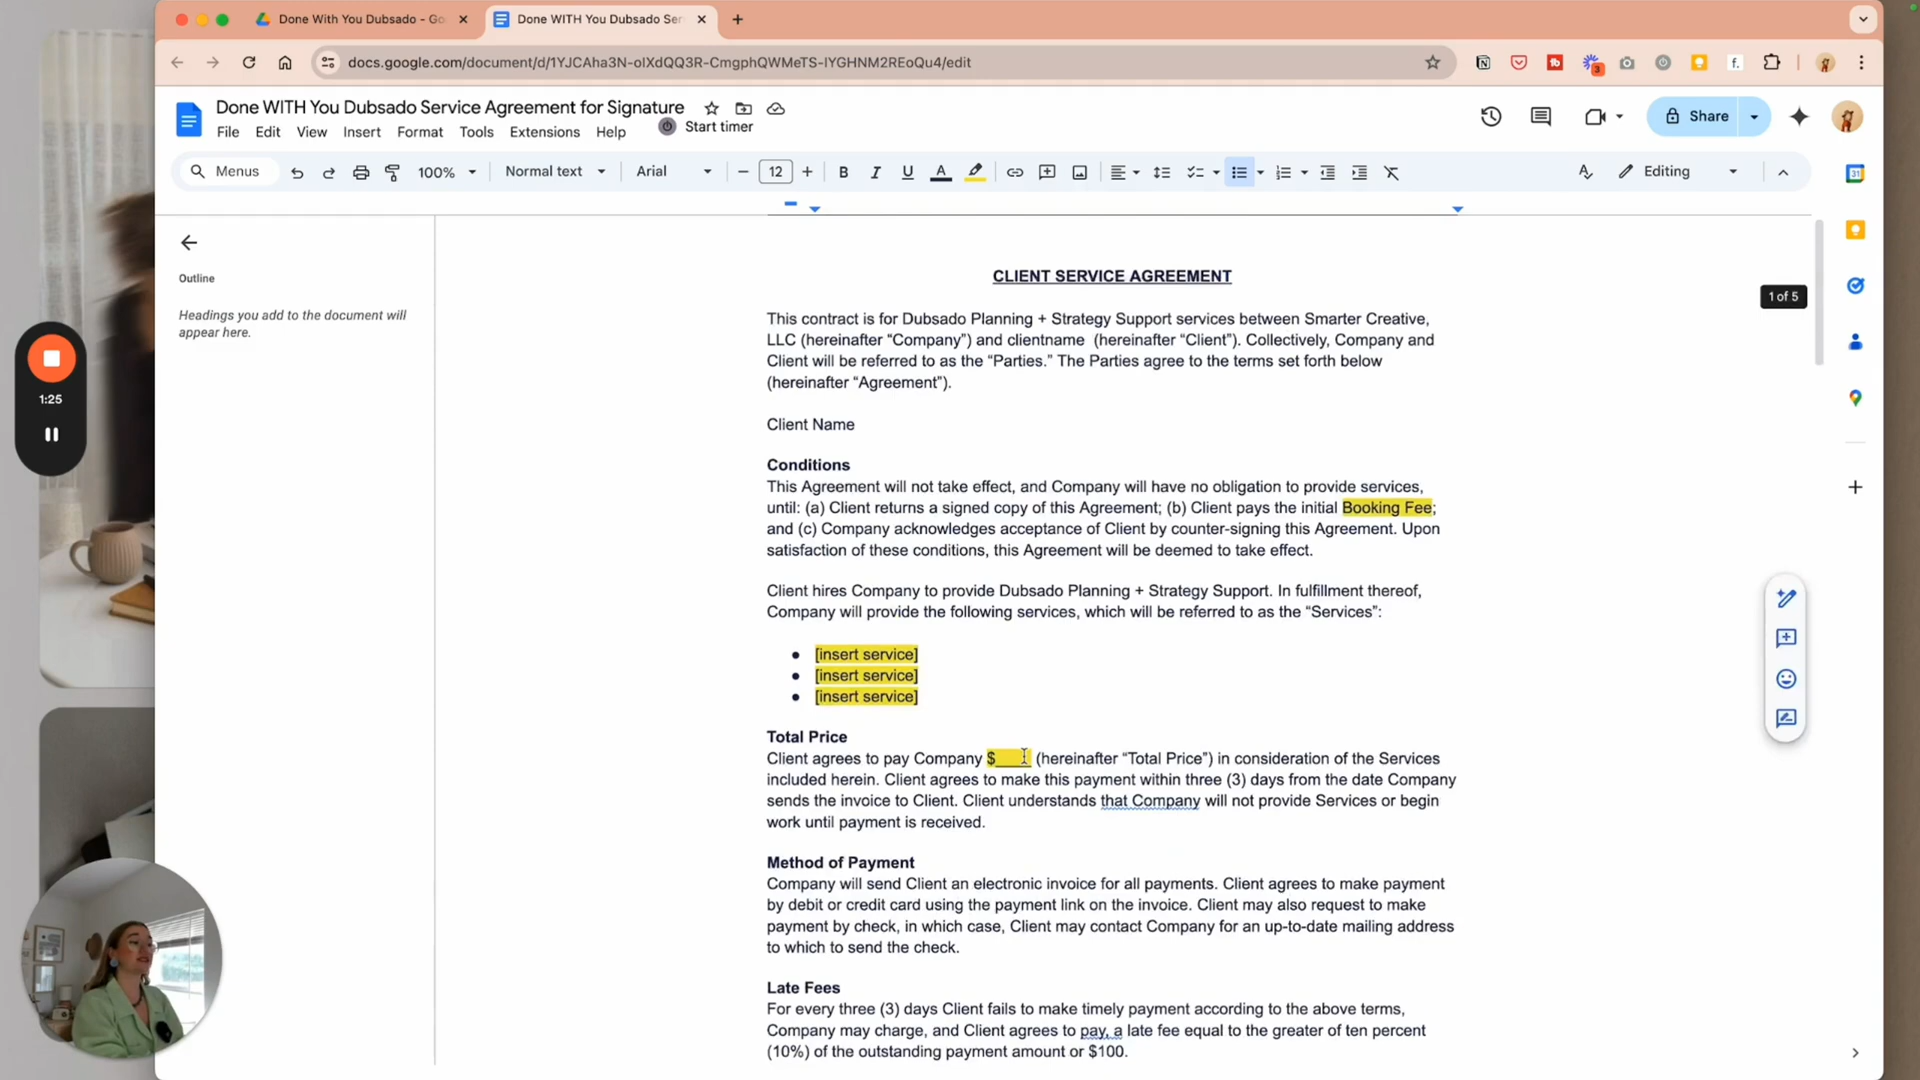 Done With You Dubsado - Go
Done WITH You Dubsado Ser
docs.google.com/document/d/1YJCAha3N-oIXdQQ3R-CmgphQWMeTS-IYGHNM2REoQu4/edit
3
f.
Done WITH You Dubsado Service Agreement for Signature
File Edit View Insert Format Tools Extensions Help
Start timer
Share
Menus
100%
Normal text
Arial
12
B I U A
Editing
31
Outline
Headings you add to the document will
appear here.
1:25
1 of 5
CLIENT SERVICE AGREEMENT
This contract is for Dubsado Planning + Strategy Support services between Smarter Creative,
LLC (hereinafter “Company”) and clientname (hereinafter “Client”). Collectively, Company and
Client will be referred to as the “Parties.” The Parties agree to the terms set forth below
(hereinafter “Agreement”).
Client Name
Conditions
This Agreement will not take effect, and Company will have no obligation to provide services,
until: (a) Client returns a signed copy of this Agreement; (b) Client pays the initial Booking Fee;
and (c) Company acknowledges acceptance of Client by counter-signing this Agreement. Upon
satisfaction of these conditions, this Agreement will be deemed to take effect.
Client hires Company to provide Dubsado Planning + Strategy Support. In fulfillment thereof,
Company will provide the following services, which will be referred to as the “Services”:
● [insert service]
● [insert service]
● [insert service]
Total Price
Client agrees to pay Company $____ (hereinafter “Total Price”) in consideration of the Services
included herein. Client agrees to make this payment within three (3) days from the date Company
sends the invoice to Client. Client understands that Company will not provide Services or begin
work until payment is received.
Method of Payment
Company will send Client an electronic invoice for all payments. Client agrees to make payment
by debit or credit card using the payment link on the invoice. Client may also request to make
payment by check, in which case, Client may contact Company for an up-to-date mailing address
to which to send the check.
Late Fees
For every three (3) days Client fails to make timely payment according to the above terms,
Company may charge, and Client agrees to pay, a late fee equal to the greater of ten percent
(10%) of the outstanding payment amount or $100.